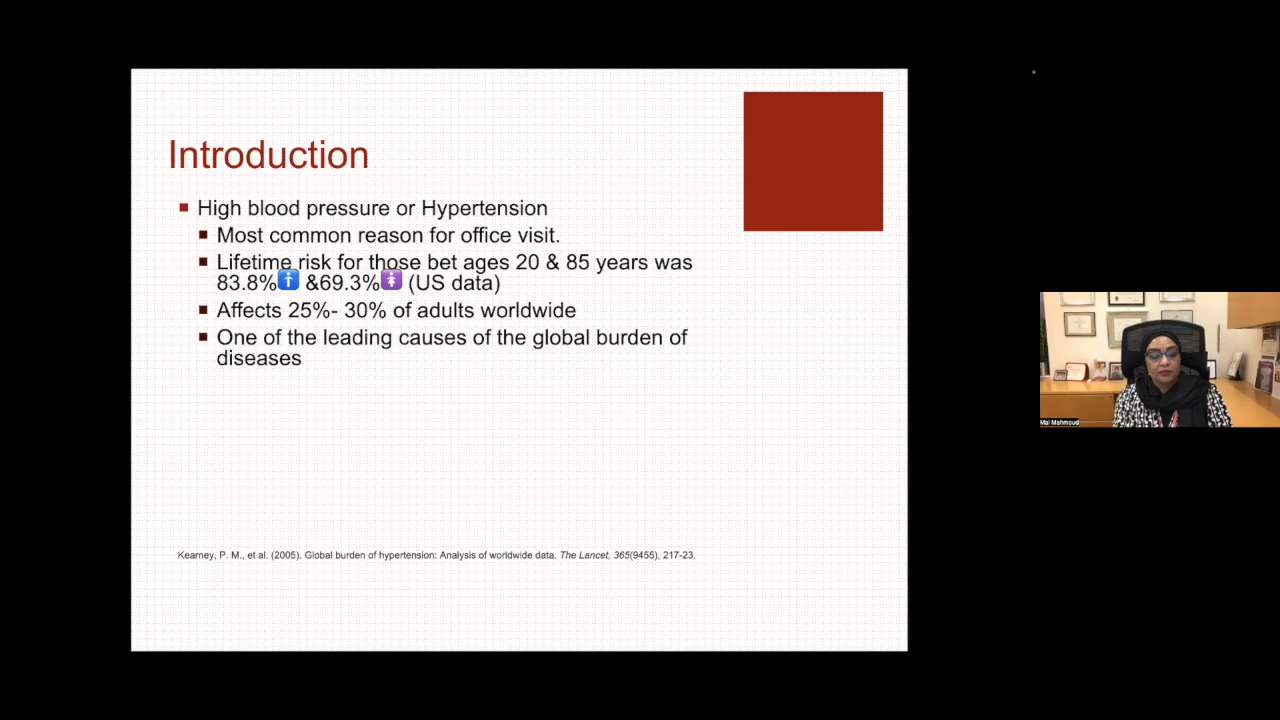 Introduction
High blood pressure or Hypertension
Most common reason for office visit.
Lifetime risk for those bet ages 20 & 85 years was
83.8%🚹 &69.3%🚺 (US data)
Affects 25%- 30% of adults worldwide
One of the leading causes of the global burden of
diseases
Kearney, P. M., et al. (2005). Global burden of hypertension: Analysis of worldwide data. The Lancet, 365(9455), 217-23.
Mai Mahmoud